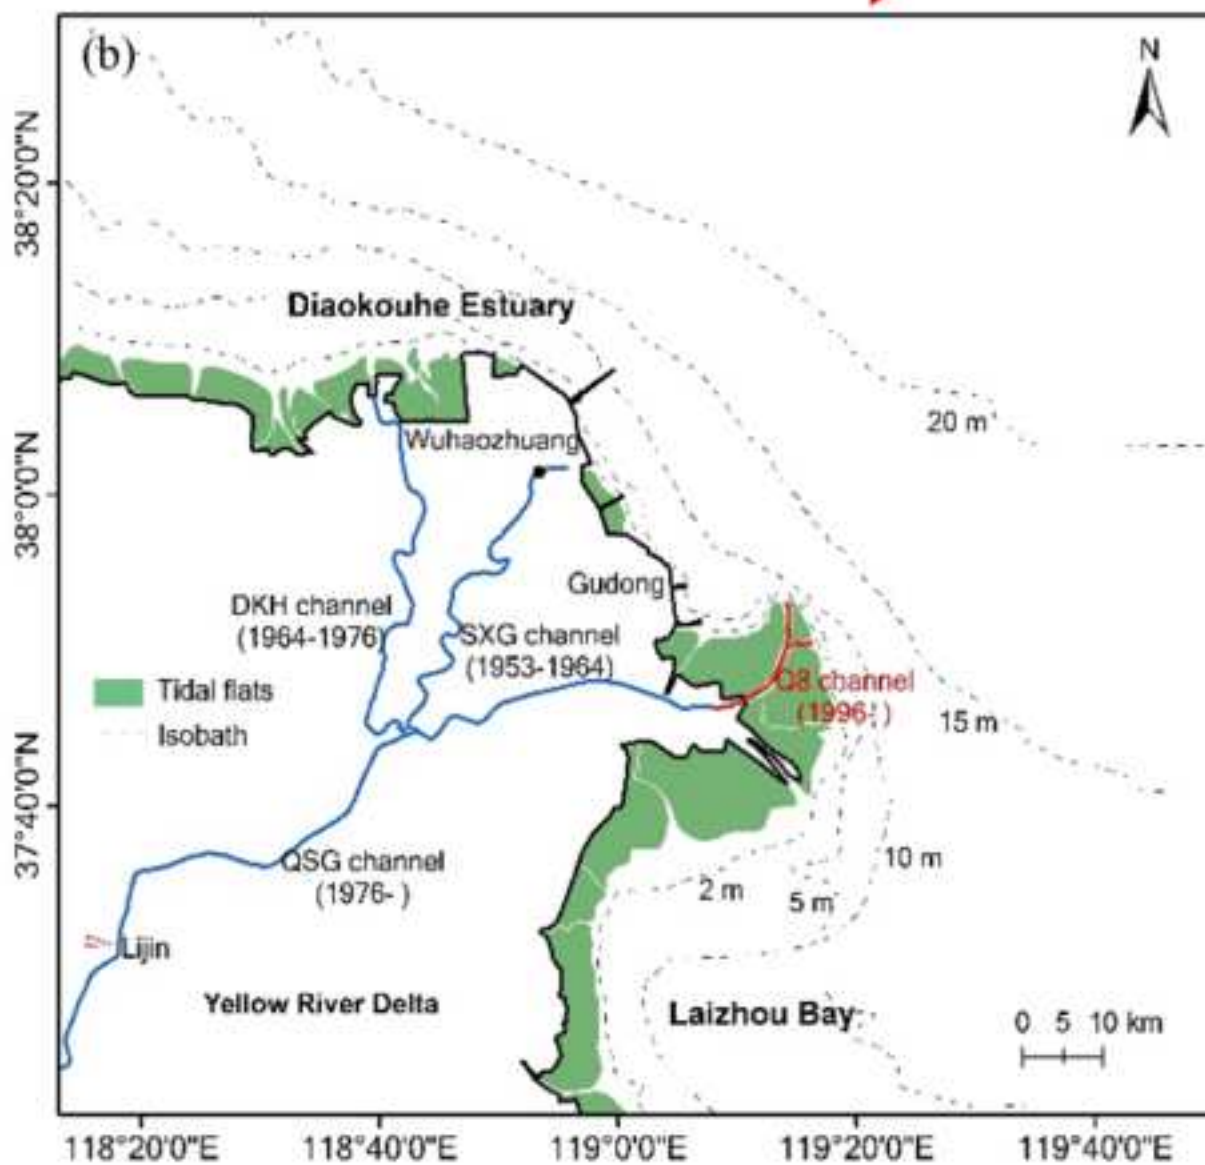 (b)
N
38°20'0"N
Diaokouhe Estuary
20 m
Wuhaozhuang
38°0'0"N
Gudong
DKH channel
(1964-1976)
SXG channel
(1953-1964)
Q8 channel
(1996- )
Tidal flats
15 m
Isobath
37°40'0"N
QSG channel
(1976- )
10 m
2 m
5 m
Lijin
Yellow River Delta
Laizhou Bay
0 5 10 km
118°20'0"E 118°40'0"E 119°0'0"E 119°20'0"E 119°40'0"E